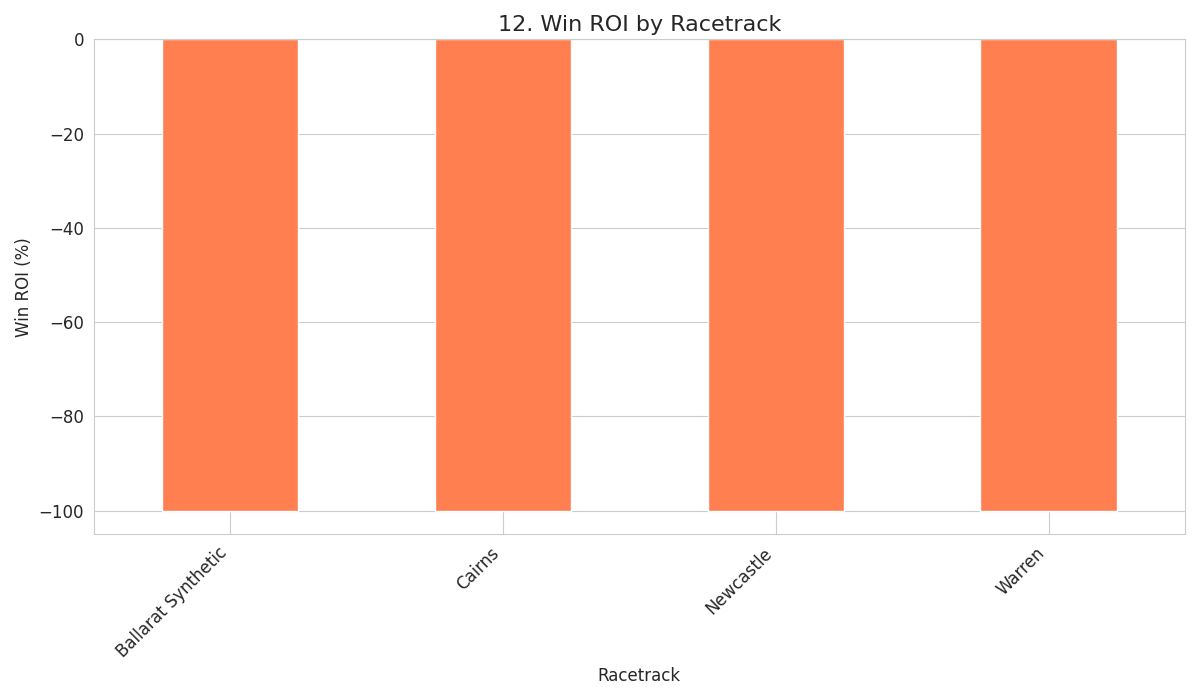 12. Win ROI by Racetrack
Win ROI (%)
0
−20
−40
−60
−80
−100
Ballarat Synthetic
Cairns
Newcastle
Warren
Racetrack